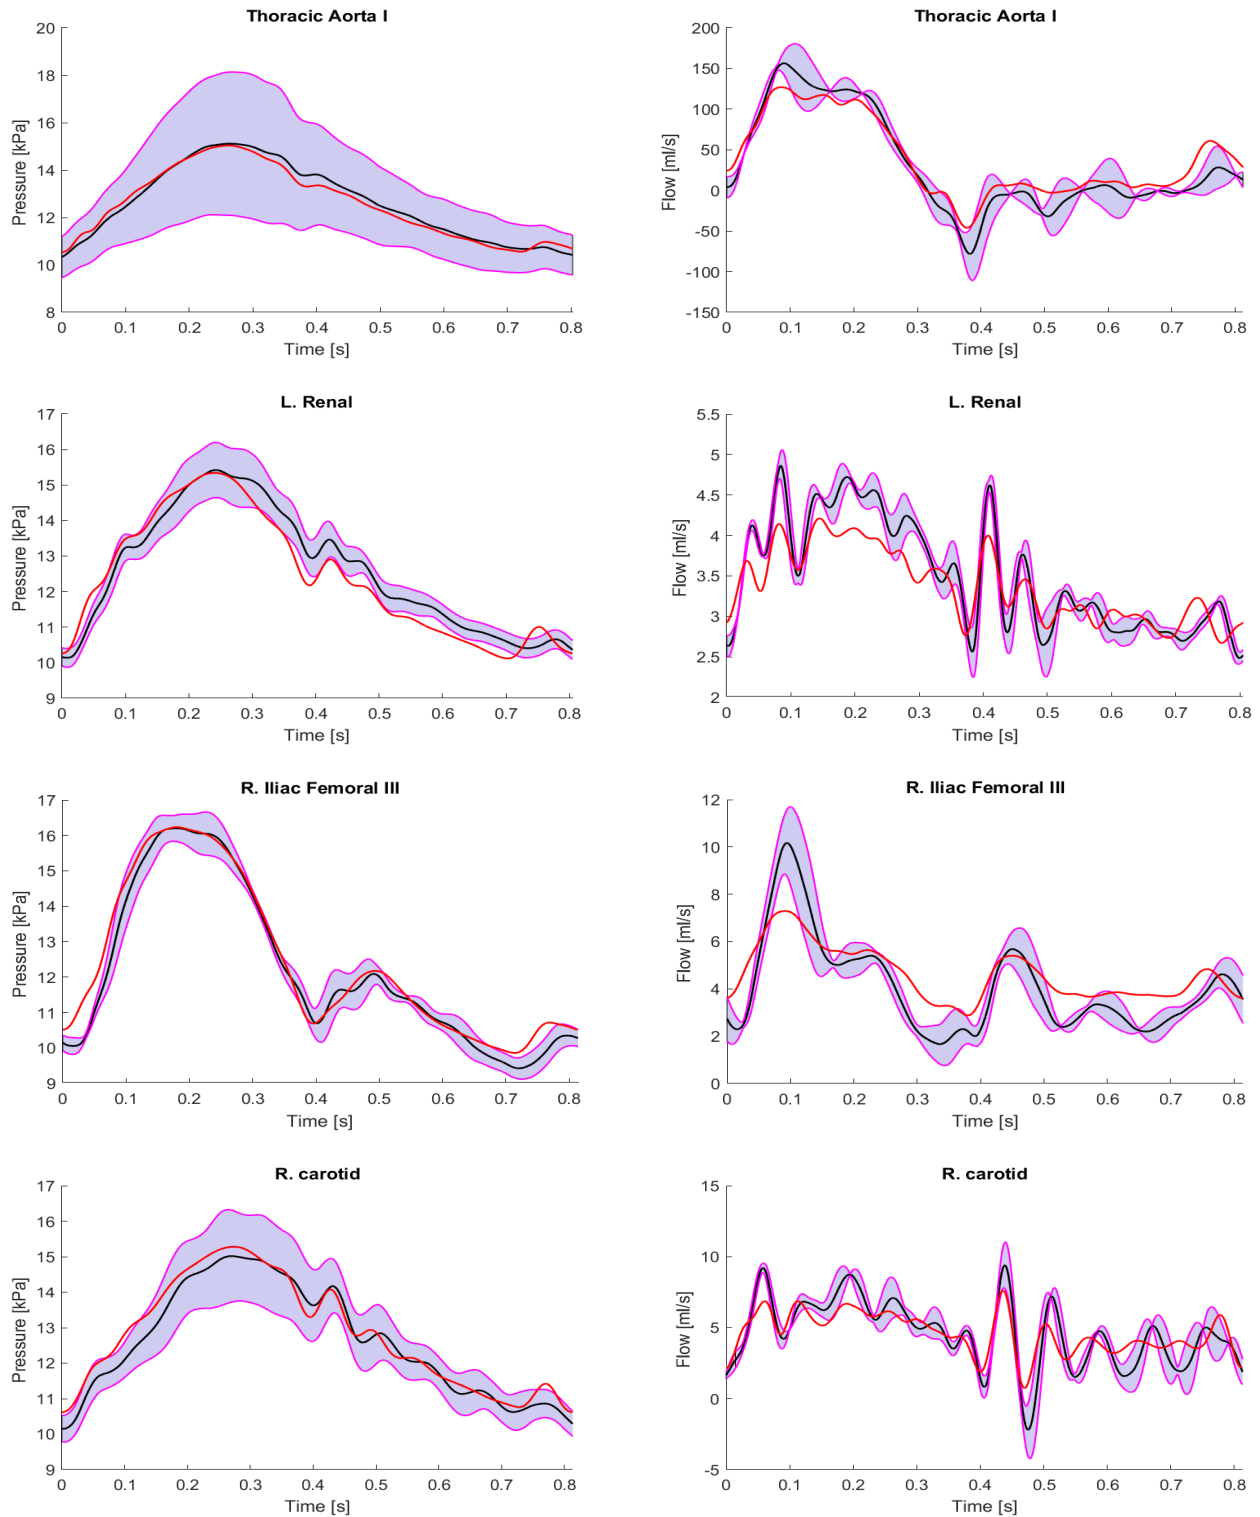 Thoracic Aorta I
Pressure [kPa]
20
18
16
14
12
10
8
0 0.1 0.2 0.3 0.4 0.5 0.6 0.7 0.8
Time [s]
Thoracic Aorta I
Flow [ml/s]
200
150
100
50
0
-50
-100
-150
0 0.1 0.2 0.3 0.4 0.5 0.6 0.7 0.8
Time [s]
L. Renal
Pressure [kPa]
17
16
15
14
13
12
11
10
9
0 0.1 0.2 0.3 0.4 0.5 0.6 0.7 0.8
Time [s]
L. Renal
Flow [ml/s]
5.5
5
4.5
4
3.5
3
2.5
2
0 0.1 0.2 0.3 0.4 0.5 0.6 0.7 0.8
Time [s]
R. Iliac Femoral III
Pressure [kPa]
17
16
15
14
13
12
11
10
9
0 0.1 0.2 0.3 0.4 0.5 0.6 0.7 0.8
Time [s]
R. Iliac Femoral III
Flow [ml/s]
12
10
8
6
4
2
0
0 0.1 0.2 0.3 0.4 0.5 0.6 0.7 0.8
Time [s]
R. carotid
Pressure [kPa]
17
16
15
14
13
12
11
10
9
0 0.1 0.2 0.3 0.4 0.5 0.6 0.7 0.8
Time [s]
R. carotid
Flow [ml/s]
15
10
5
0
-5
0 0.1 0.2 0.3 0.4 0.5 0.6 0.7 0.8
Time [s]